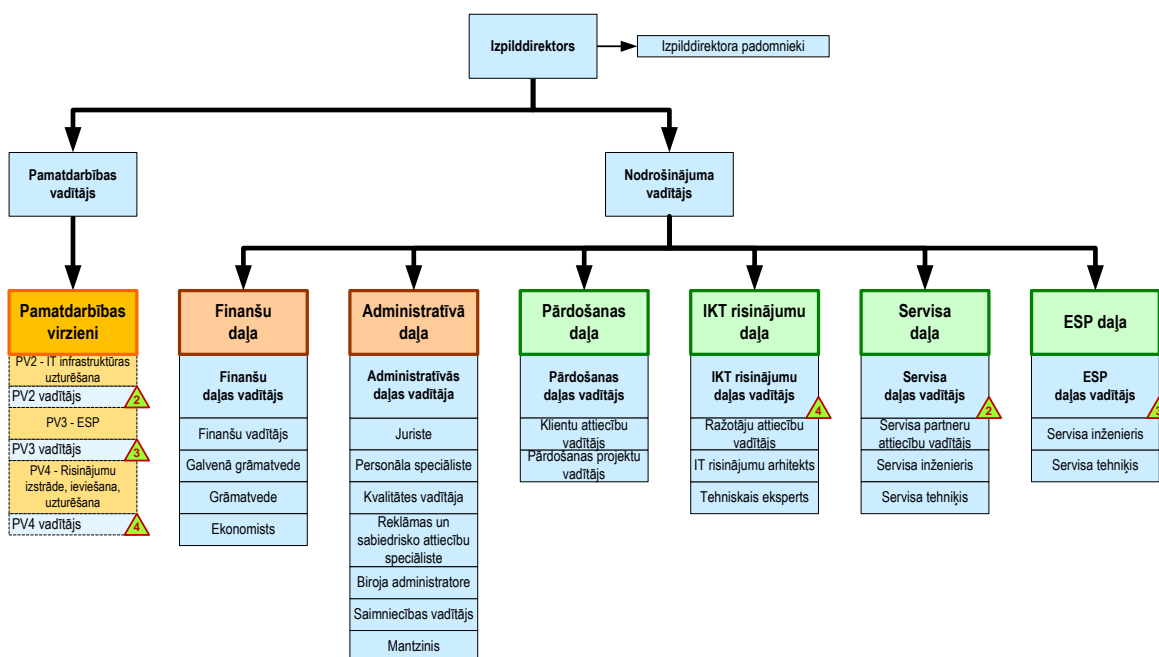 Izpilddirektors
Izpilddirektora padomnieki
Pamatdarbības
vadītājs
Nodrošinājuma
vadītājs
Pamatdarbības
virzieni
PV2 - IT infrastruktūras
uzturēšana
PV2 vadītājs
2
PV3 - ESP
PV3 vadītājs
3
PV4 - Risinājumu
izstrāde, ieviešana,
uzturēšana
PV4 vadītājs
4
Finanšu
daļa
Finanšu
daļas vadītājs
Finanšu vadītājs
Galvenā grāmatvede
Grāmatvede
Ekonomists
Administratīvā
daļa
Administratīvās
daļas vadītāja
Juriste
Personāla speciāliste
Kvalitātes vadītāja
Reklāmas un
sabiedrisko attiecību
speciāliste
Biroja administratore
Saimniecības vadītājs
Mantzinis
Pārdošanas
daļa
Pārdošanas
daļas vadītājs
Klientu attiecību
vadītājs
Pārdošanas projektu
vadītājs
IKT risinājumu
daļa
IKT risinājumu
daļas vadītājs
4
Ražotāju attiecību
vadītājs
IT risinājumu arhitekts
Tehniskais eksperts
Servisa
daļa
Servisa
daļas vadītājs
2
Servisa partneru
attiecību vadītājs
Servisa inženieris
Servisa tehniķis
ESP daļa
ESP
daļas vadītājs
3
Servisa inženieris
Servisa tehniķis